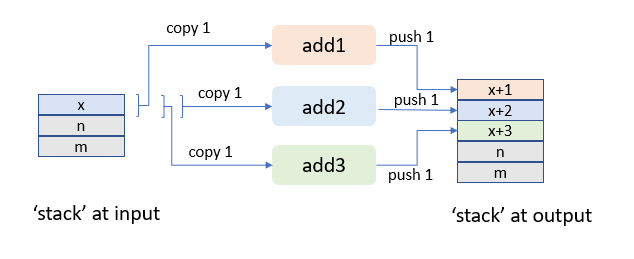 copy 1
add1
push 1
x
n
m
copy 1
add2
push 1
copy 1
add3
push 1
x+1
x+2
x+3
n
m
‘stack’ at input
‘stack’ at output